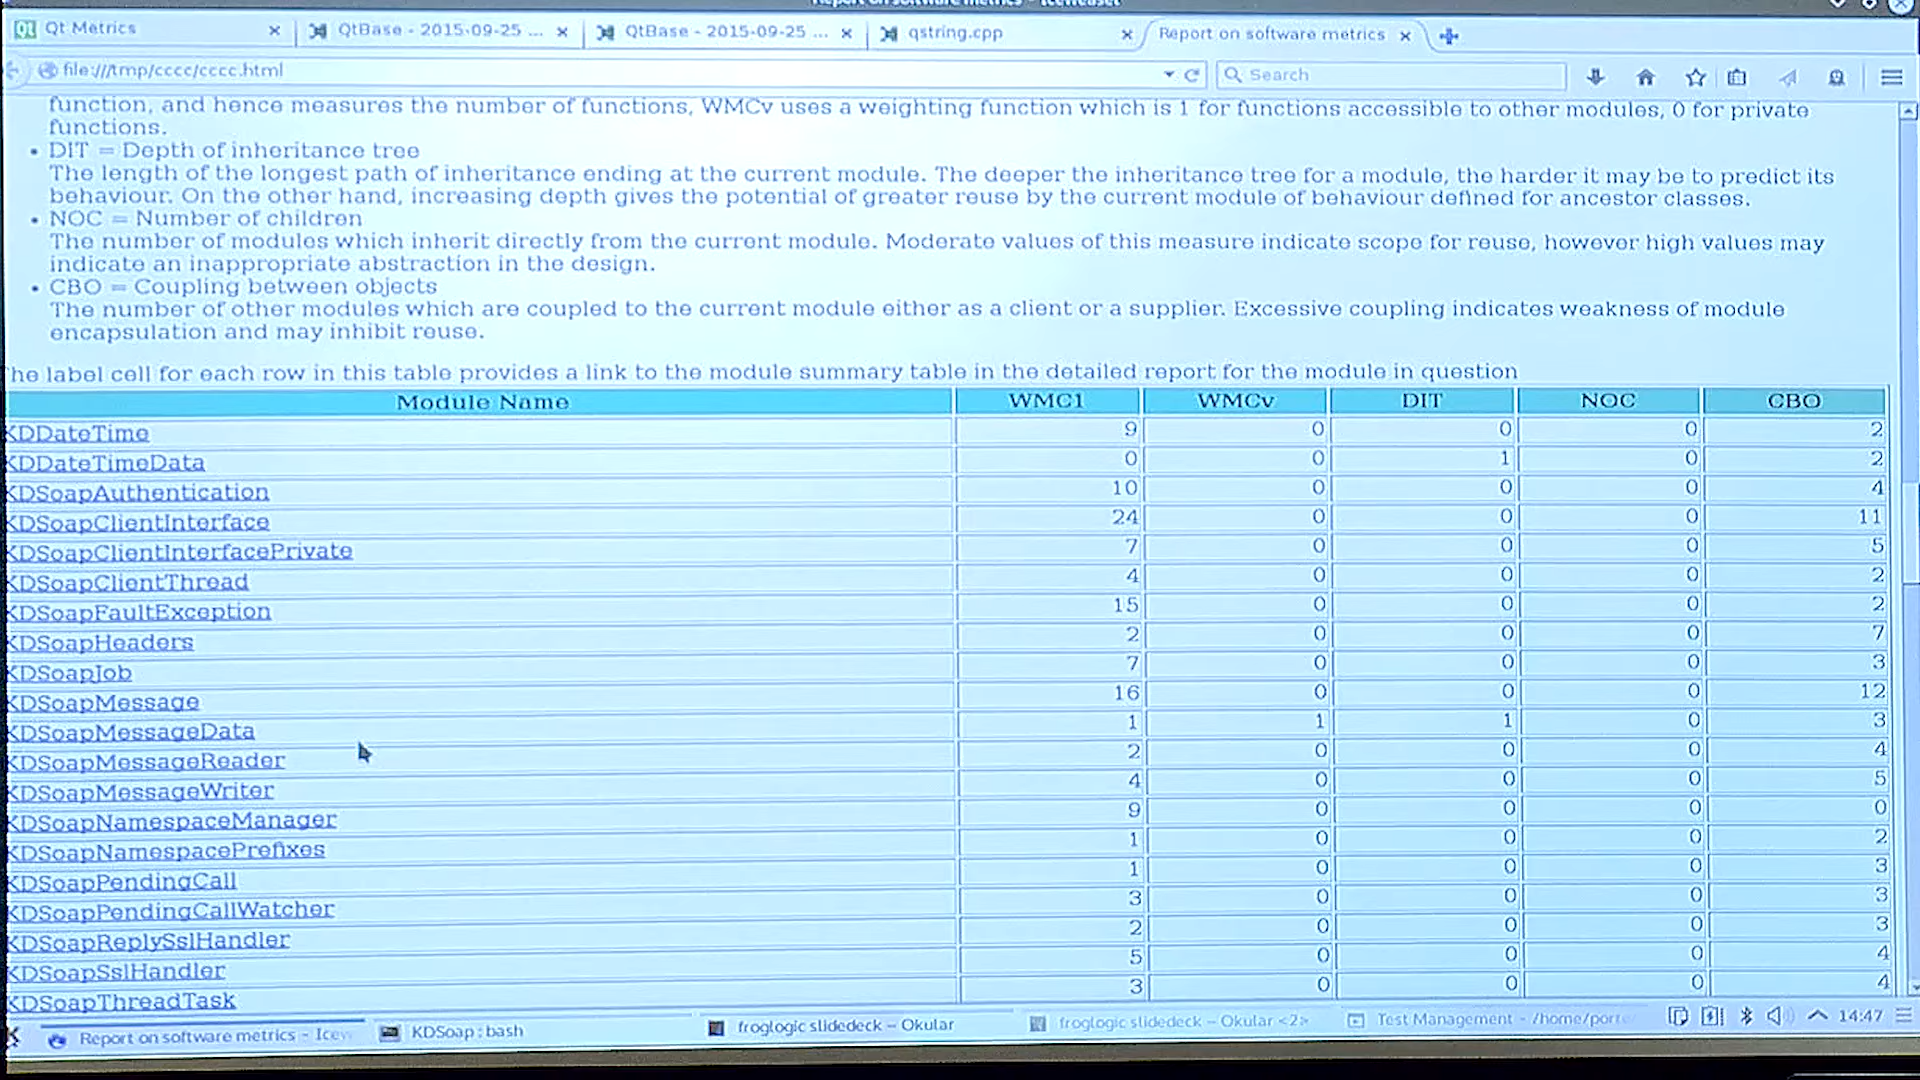 Report on software metrics - Iceweasel
Qt Metrics
QtBase - 2015-09-25 ...
QtBase - 2015-09-25 ...
qstring.cpp
Report on software metrics
file:///tmp/cccc/cccc.html
Search
function, and hence measures the number of functions, WMCv uses a weighting function which is 1 for functions accessible to other modules, 0 for private
functions.
• DIT = Depth of inheritance tree
The length of the longest path of inheritance ending at the current module. The deeper the inheritance tree for a module, the harder it may be to predict its
behaviour. On the other hand, increasing depth gives the potential of greater reuse by the current module of behaviour defined for ancestor classes.
• NOC = Number of children
The number of modules which inherit directly from the current module. Moderate values of this measure indicate scope for reuse, however high values may
indicate an inappropriate abstraction in the design.
• CBO = Coupling between objects
The number of other modules which are coupled to the current module either as a client or a supplier. Excessive coupling indicates weakness of module
encapsulation and may inhibit reuse.
he label cell for each row in this table provides a link to the module summary table in the detailed report for the module in question
Module Name WMC1 WMCv DIT NOC CBO
KDDateTime 9 0 0 0 2
KDDateTimeData 0 0 1 0 2
KDSoapAuthentication 10 0 0 0 4
KDSoapClientInterface 24 0 0 0 11
KDSoapClientInterfacePrivate 7 0 0 0 5
KDSoapClientThread 4 0 0 0 2
KDSoapFaultException 15 0 0 0 2
KDSoapHeaders 2 0 0 0 7
KDSoapJob 7 0 0 0 3
KDSoapMessage 16 0 0 0 12
KDSoapMessageData 1 1 1 0 3
KDSoapMessageReader 2 0 0 0 4
KDSoapMessageWriter 4 0 0 0 5
KDSoapNamespaceManager 9 0 0 0 0
KDSoapNamespacePrefixes 1 0 0 0 2
KDSoapPendingCall 1 0 0 0 3
KDSoapPendingCallWatcher 3 0 0 0 3
KDSoapReplySslHandler 2 0 0 0 3
KDSoapSslHandler 5 0 0 0 4
KDSoapThreadTask 3 0 0 0 4
Report on software metrics - Icew
KDSoap : bash
froglogic slidedeck – Okular
froglogic slidedeck – Okular <2>
Test Management - /home/porte
14:47